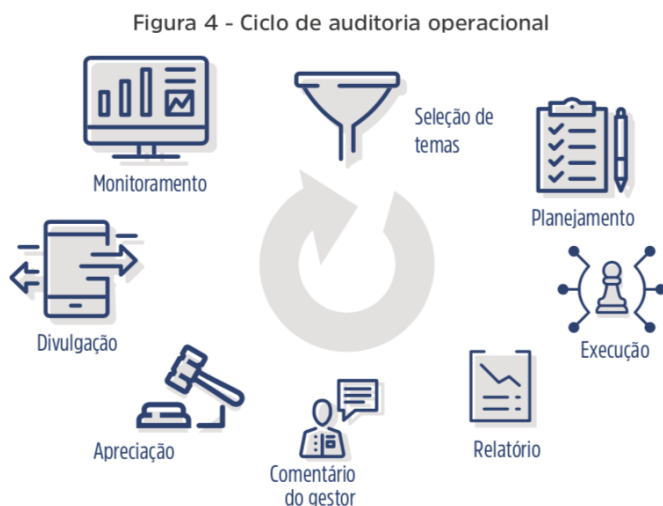 Figura 4 - Ciclo de auditoria operacional
Seleção de
temas
Planejamento
Execução
Relatório
Comentário
do gestor
Apreciação
Divulgação
Monitoramento